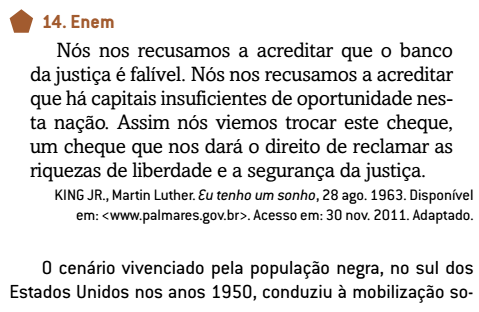 14. Enem
Nós nos recusamos a acreditar que o banco
da justiça é falível. Nós nos recusamos a acreditar
que há capitais insuficientes de oportunidade nes-
ta nação. Assim nós viemos trocar este cheque,
um cheque que nos dará o direito de reclamar as
riquezas de liberdade e a segurança da justiça.
KING JR., Martin Luther. Eu tenho um sonho, 28 ago. 1963. Disponível
em: <www.palmares.gov.br>. Acesso em: 30 nov. 2011. Adaptado.
O cenário vivenciado pela população negra, no sul dos
Estados Unidos nos anos 1950, conduziu à mobilização so-